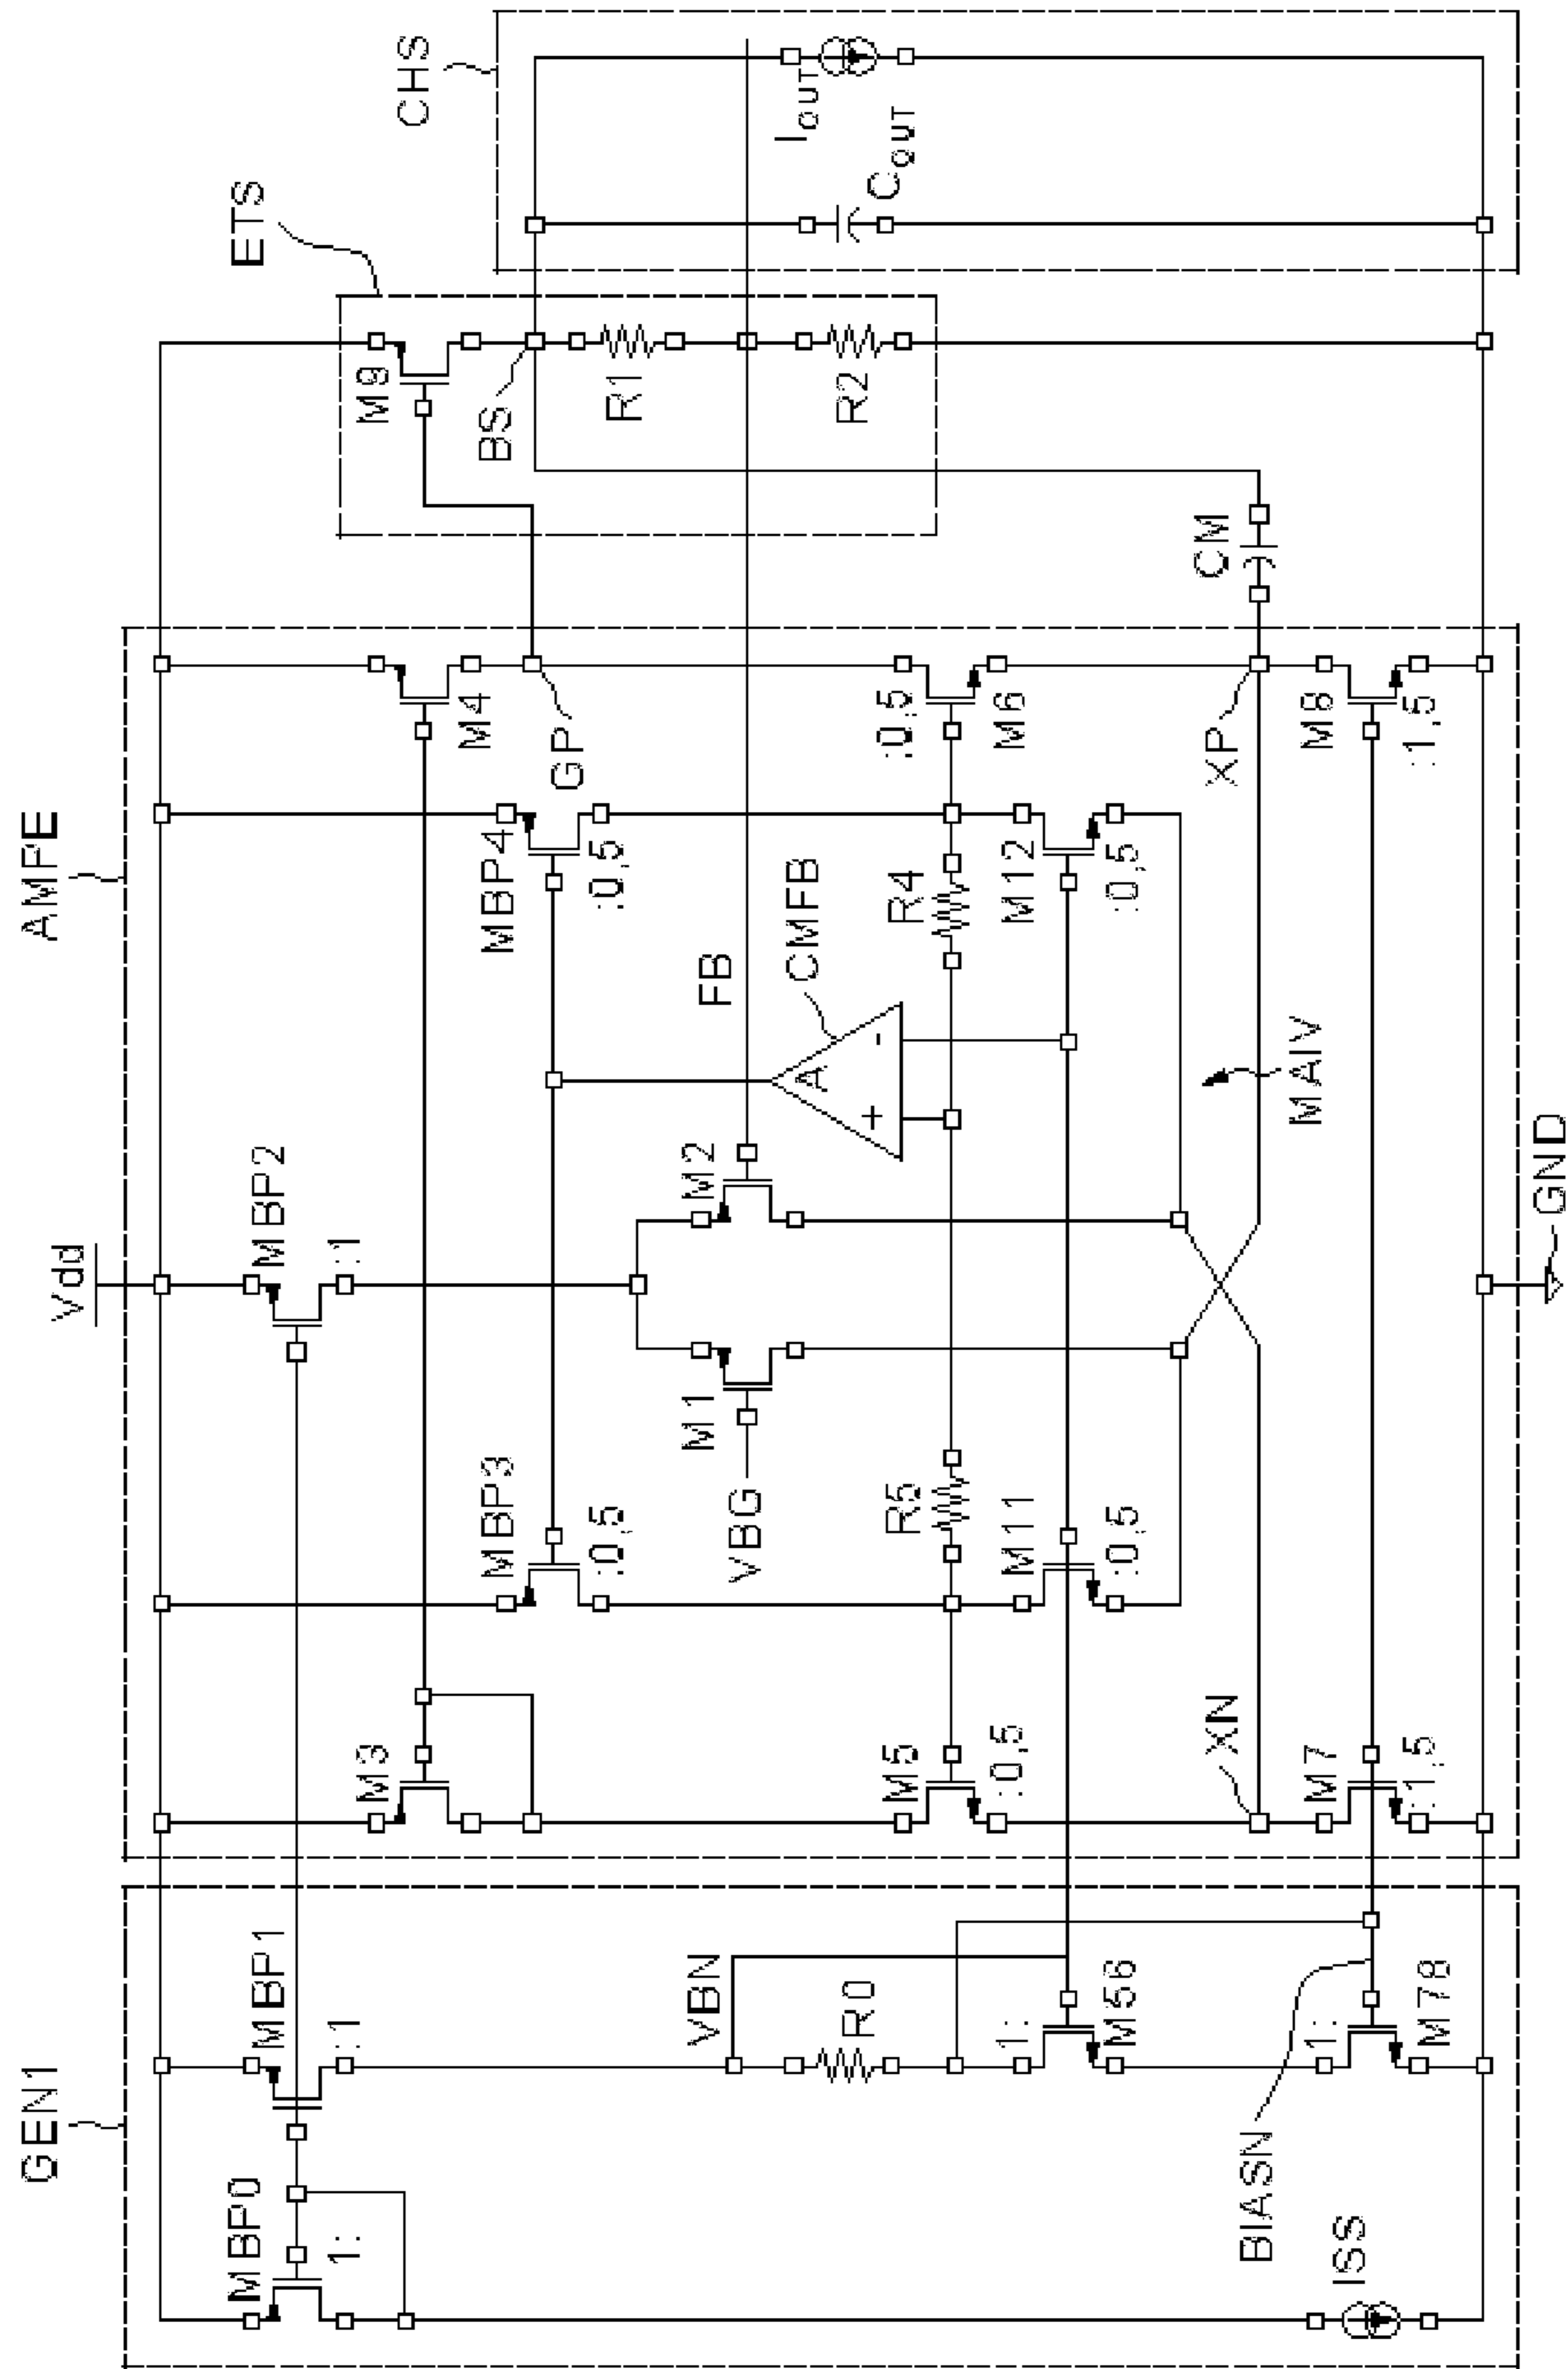 GEN1
AMPE
ETS
CHS
Vdd
MBP0
1:
MBP1
:1
MBP2
:1
M3
M4
M9
MBP3
:0,5
MBP4
:0,5
GP
BS
VBN
VBG
M1
M2
FB
R1
R0
M5
:0,5
R5
A
+
-
CMFB
R4
:0,5
M6
R2
IOUT
COUT
1:
M56
M11
:0,5
M12
:0,5
MAIV
BIASN
XN
XP
CM
ISS
1:
M78
M7
:1,5
M8
:1,5
GND